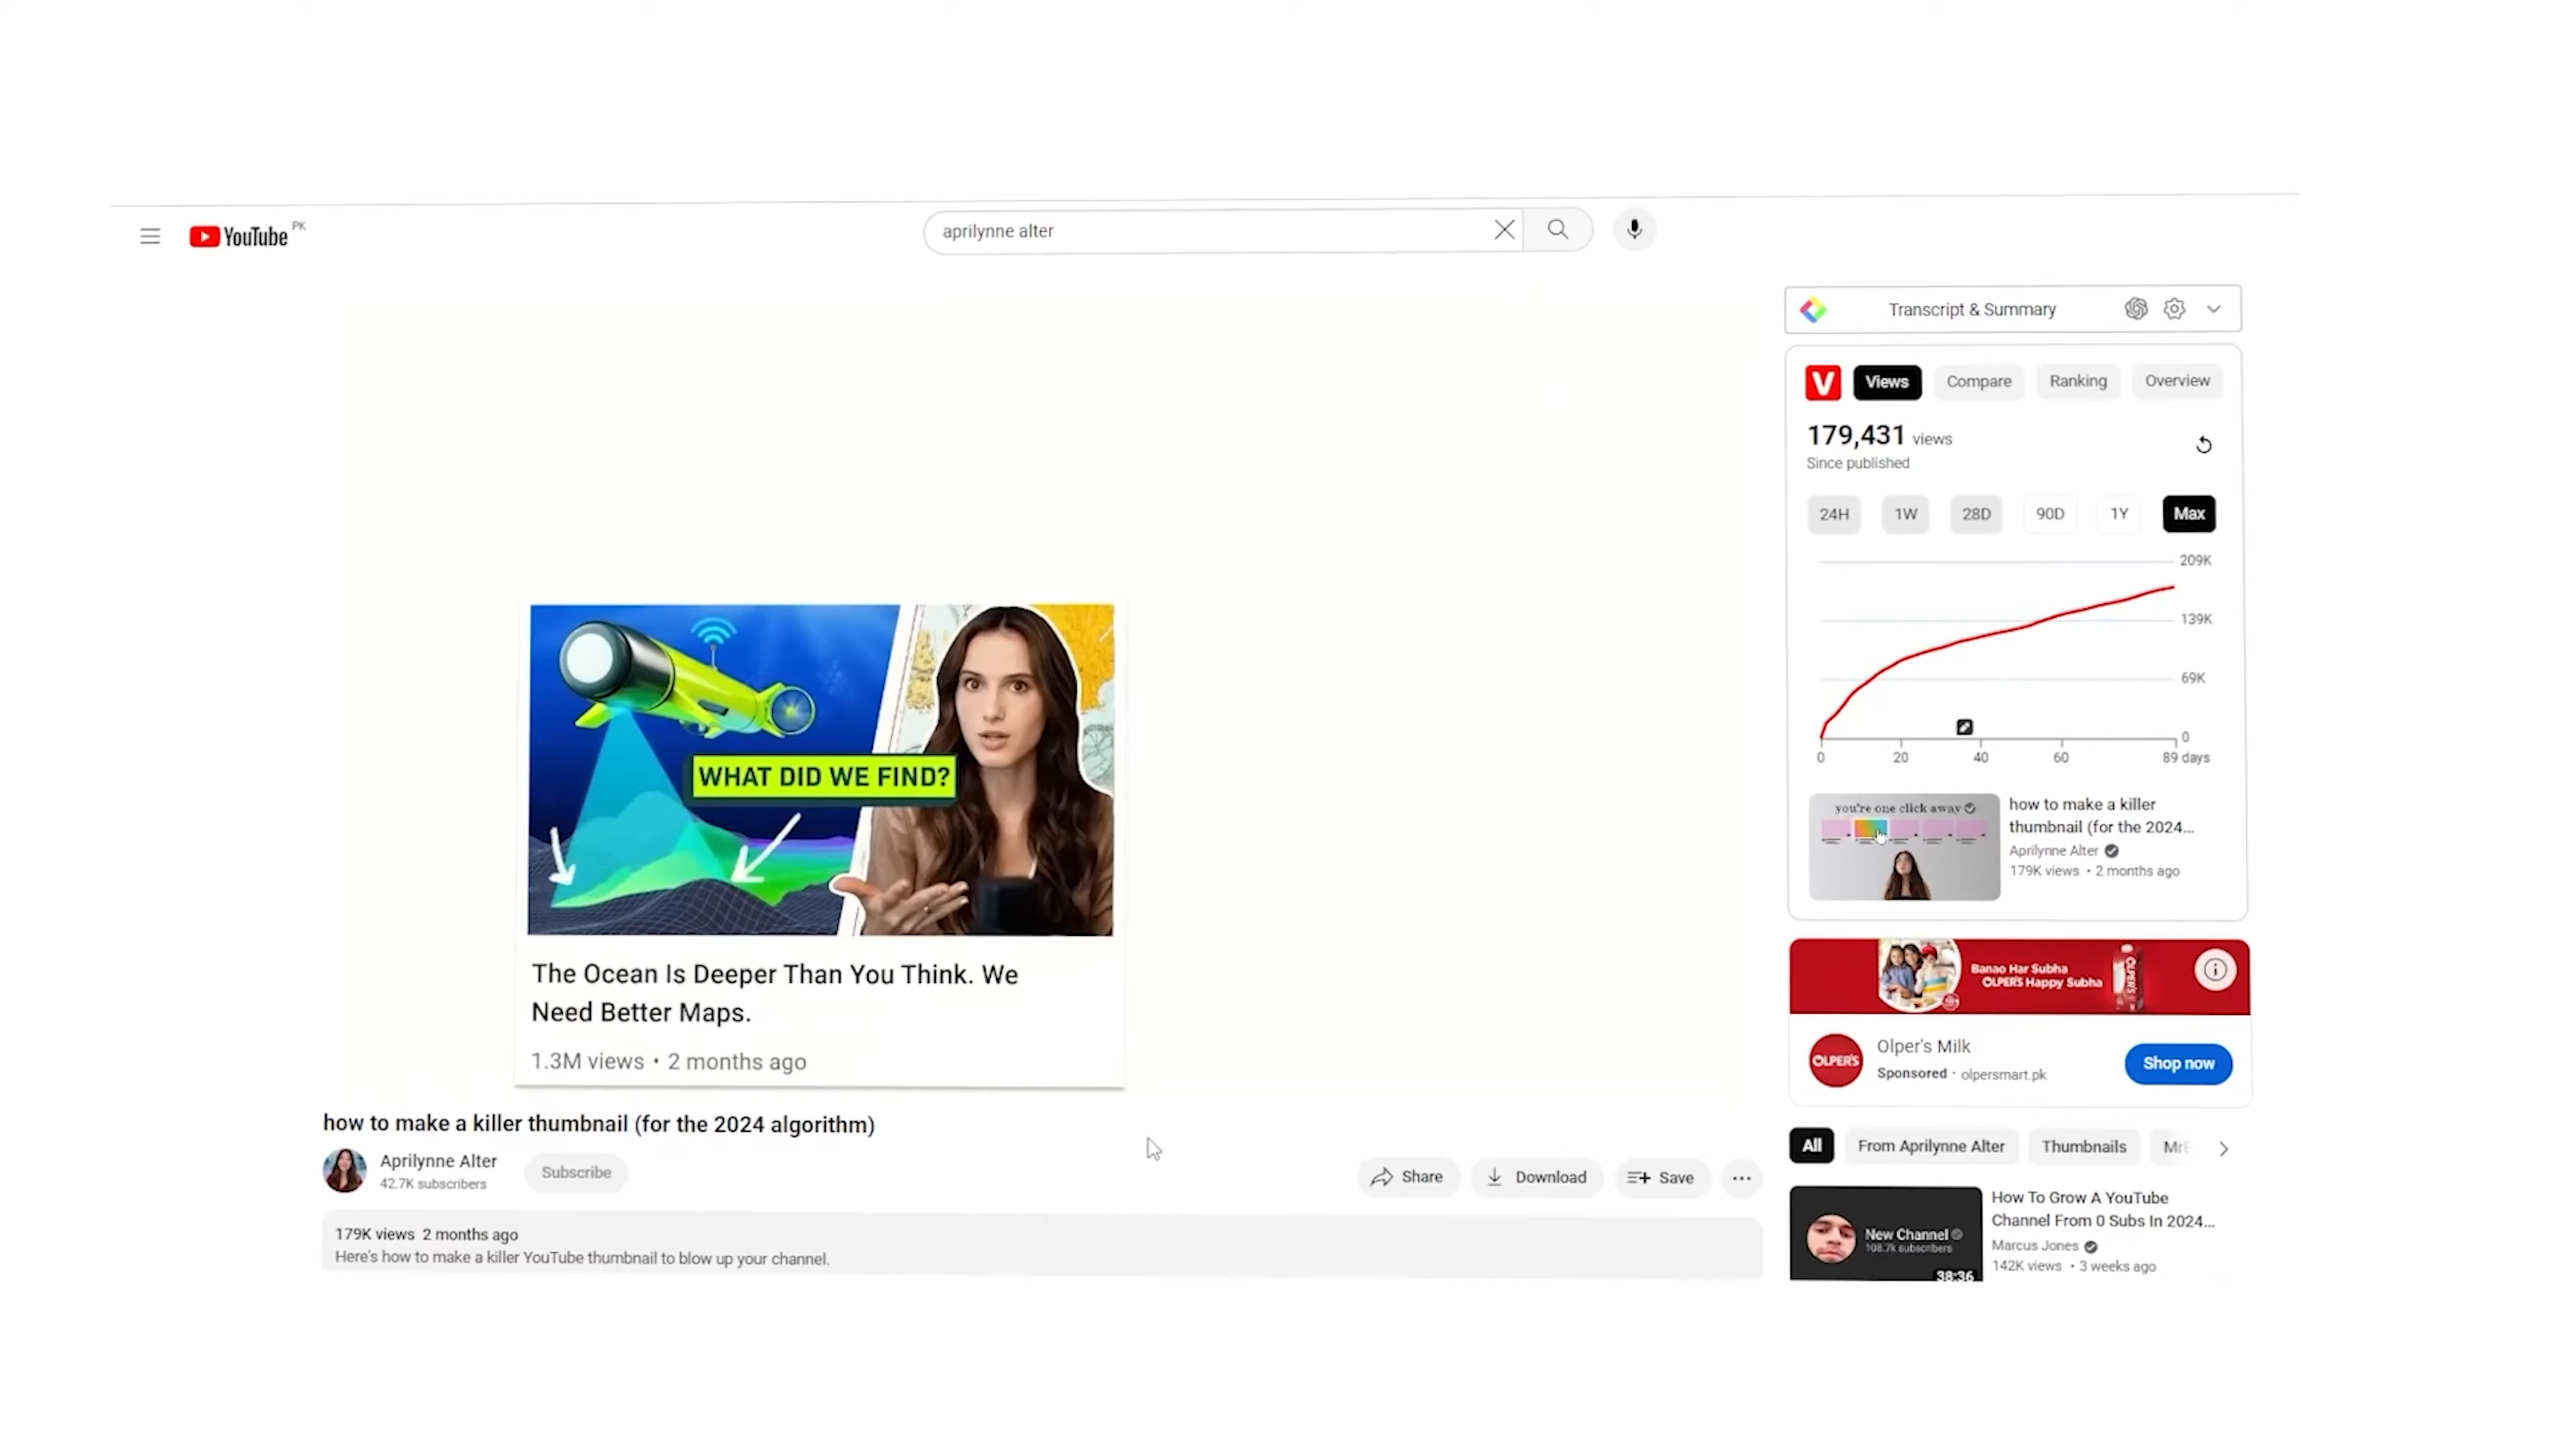 YouTube PK
aprilynne alter
Transcript & Summary
V
Views
Compare
Ranking
Overview
179,431 views
Since published
24H
1W
28D
90D
1Y
Max
209K
139K
69K
0
0 20 40 60 89 days
you're one click away
how to make a killer
thumbnail (for the 2024...
Aprilynne Alter
179K views • 2 months ago
WHAT DID WE FIND?
The Ocean Is Deeper Than You Think. We
Need Better Maps.
1.3M views • 2 months ago
Banao Har Subha
OLPER'S Happy Subha
OLPER'S
OLPER'S
Olper's Milk
Sponsored · olpersmart.pk
Shop now
how to make a killer thumbnail (for the 2024 algorithm)
Aprilynne Alter
42.7K subscribers
Subscribe
Share
Download
Save
179K views 2 months ago
Here's how to make a killer YouTube thumbnail to blow up your channel.
All
From Aprilynne Alter
Thumbnails
New Channel
108.7k subscribers
38:36
How To Grow A YouTube
Channel From 0 Subs In 2024...
Marcus Jones
142K views • 3 weeks ago